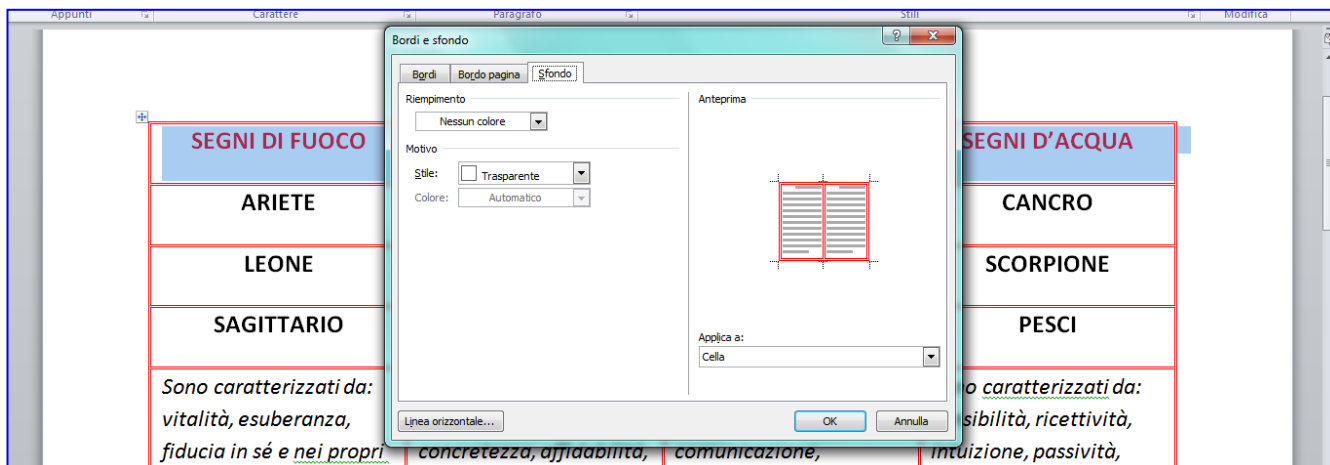 Appunti Carattere Paragrafo Stili Modifica
Bordi e sfondo
Bordi Bordo pagina Sfondo
Riempimento
Nessun colore
Motivo
Stile: Trasparente
Colore: Automatico
Anteprima
Applica a:
Cella
Linea orizzontale... OK Annulla
SEGNI DI FUOCO
SEGNI D'ACQUA
ARIETE
CANCRO
LEONE
SCORPIONE
SAGITTARIO
PESCI
Sono caratterizzati da:
vitalità, esuberanza,
fiducia in sé e nei propri
concretezza, affidabilità,
comunicazione,
caratterizzati da:
ricettività,
intuizione, passività,